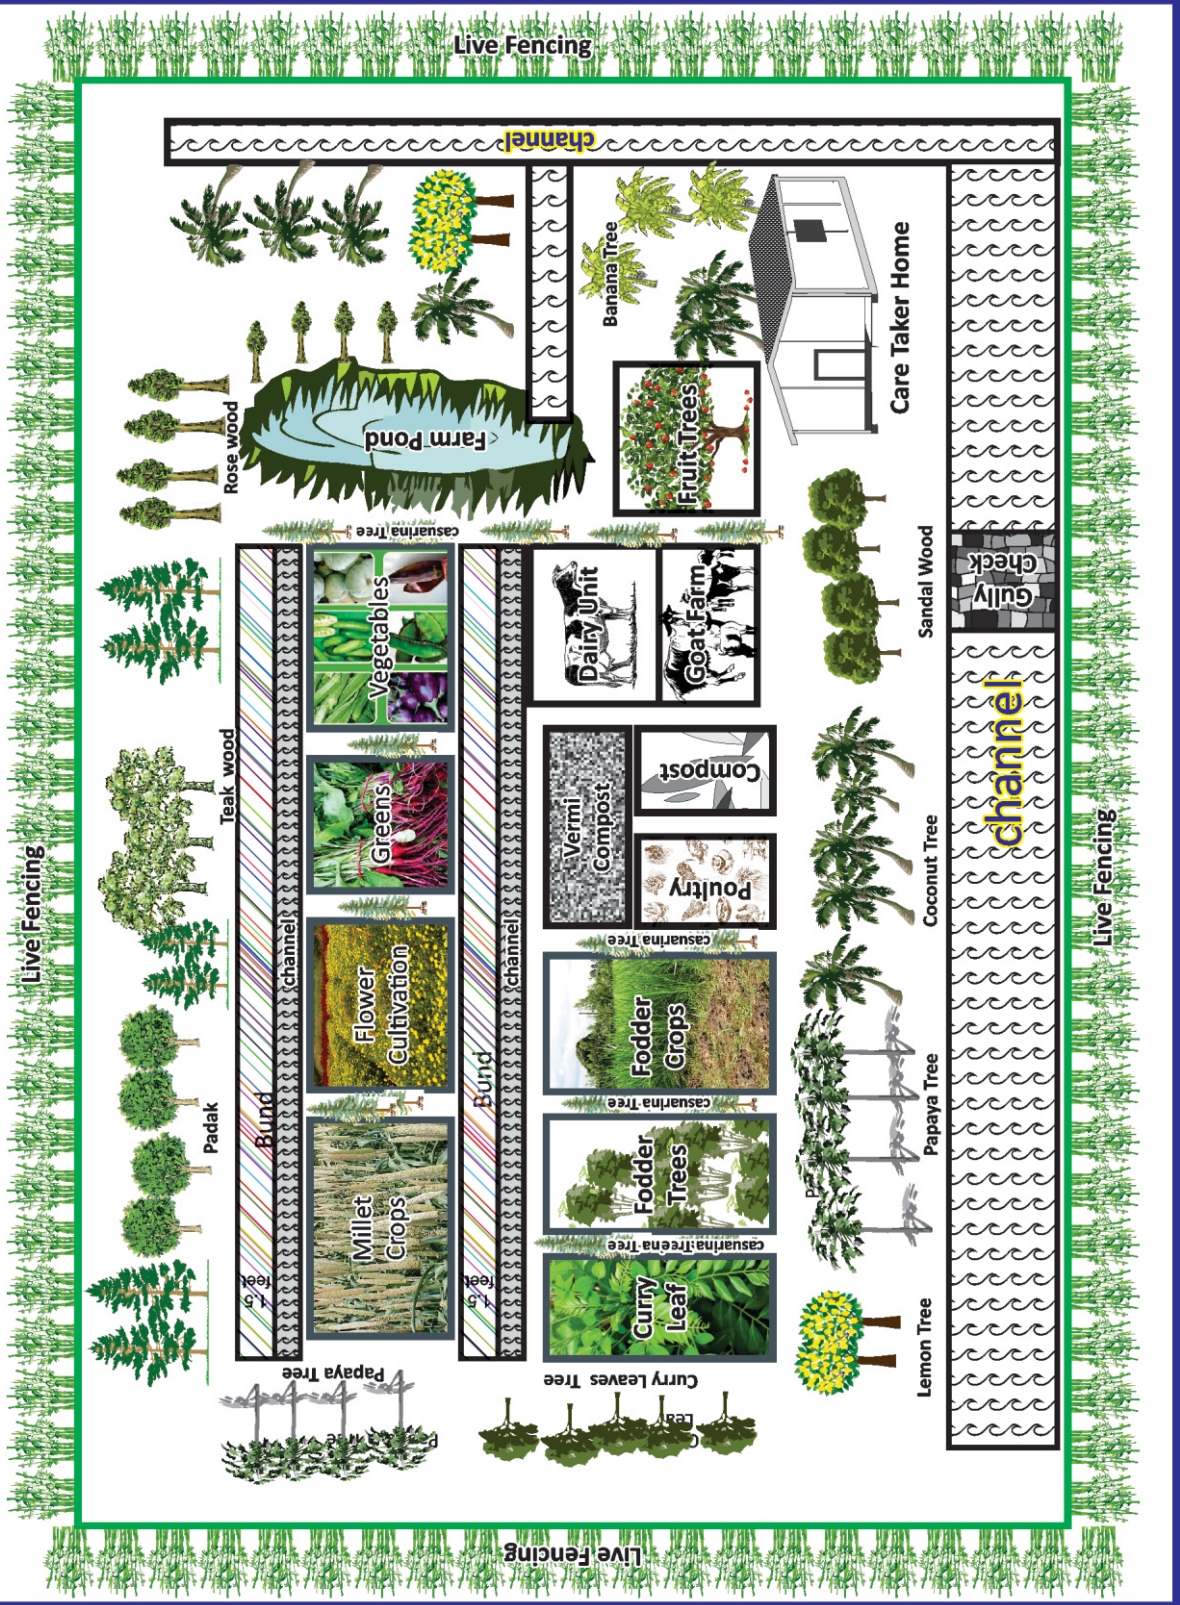 Live Fencing
channel
Banana Tree
Care Taker Home
Rose wood
Farm Pond
Fruit Trees
casuarina Tree
Vegetables
Dairy Unit
Goat Farm
Sandal Wood
Gully
Check
channel
Teak wood
Greens
Vermi
Compost
Compost
Poultry
Coconut Tree
Live Fencing
Live Fencing
channel
channel
Flower
Cultivation
casuarina Tree
Fodder
Crops
casuarina Tree
Padak
Bund
Bund
Millet
Crops
Fodder
Trees
Papaya Tree
casuarina Tree
1.5
feet
1.5
feet
Curry
Leaf
Lemon Tree
Papaya Tree
Curry Leaves Tree
Live Fencing